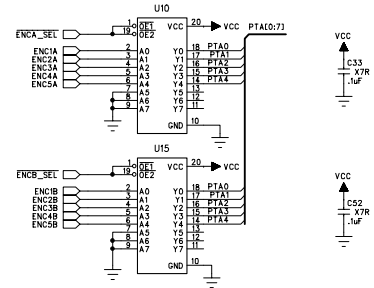 U10
ENCA_SEL
1 OE1 VCC 20 VCC PTA[0:7]
19 OE2
ENC1A 2 A0 Y0 18 PTA0
ENC2A 3 A1 Y1 17 PTA1
ENC3A 4 A2 Y2 16 PTA2
ENC4A 5 A3 Y3 15 PTA3
ENC5A 6 A4 Y4 14 PTA4
7 A5 Y5 13
8 A6 Y6 12
9 A7 Y7 11
GND 10
VCC
C33
X7R
.1uF
U15
ENCB_SEL
1 OE1 VCC 20 VCC
19 OE2
ENC1B 2 A0 Y0 18 PTA0
ENC2B 3 A1 Y1 17 PTA1
ENC3B 4 A2 Y2 16 PTA2
ENC4B 5 A3 Y3 15 PTA3
ENC5B 6 A4 Y4 14 PTA4
7 A5 Y5 13
8 A6 Y6 12
9 A7 Y7 11
GND 10
VCC
C52
X7R
.1uF